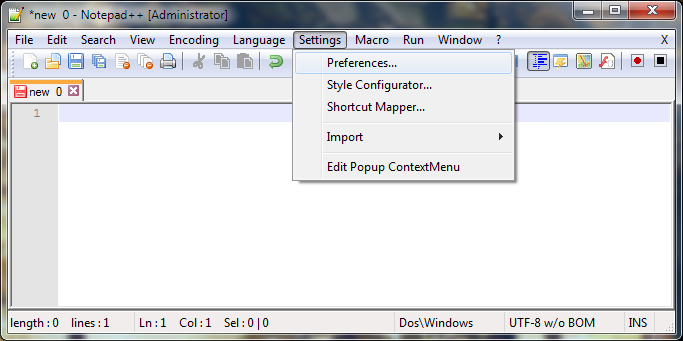 *new  0 - Notepad++ [Administrator]
File Edit Search View Encoding Language Settings Macro Run Window ? X
Preferences...
Style Configurator...
Shortcut Mapper...
Import
Edit Popup ContextMenu
new  0
1
length : 0 lines : 1 Ln : 1 Col : 1 Sel : 0 | 0 Dos\Windows UTF-8 w/o BOM INS